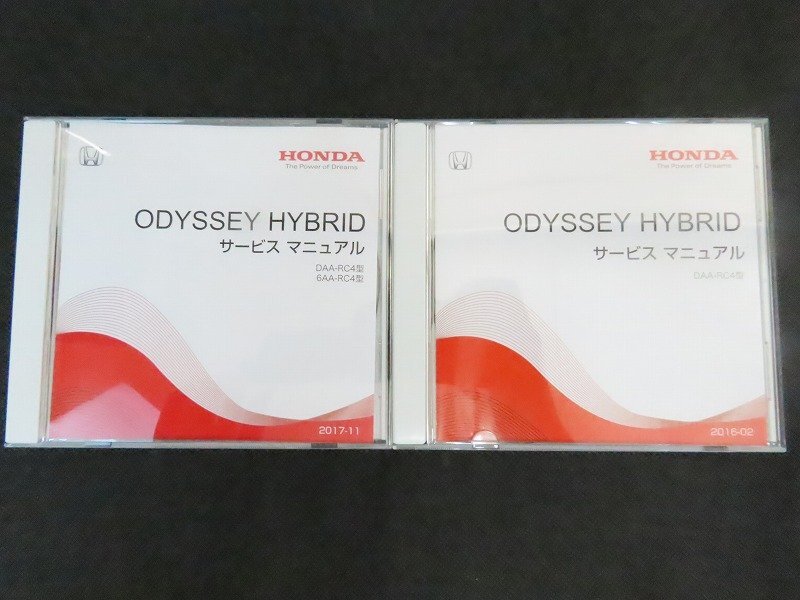 HONDA
The Power of Dreams
ODYSSEY HYBRID
サービス マニュアル
DAA-RC4型
6AA-RC4型
2017-11
HONDA
The Power of Dreams
ODYSSEY HYBRID
サービス マニュアル
DAA-RC4型
2016-02